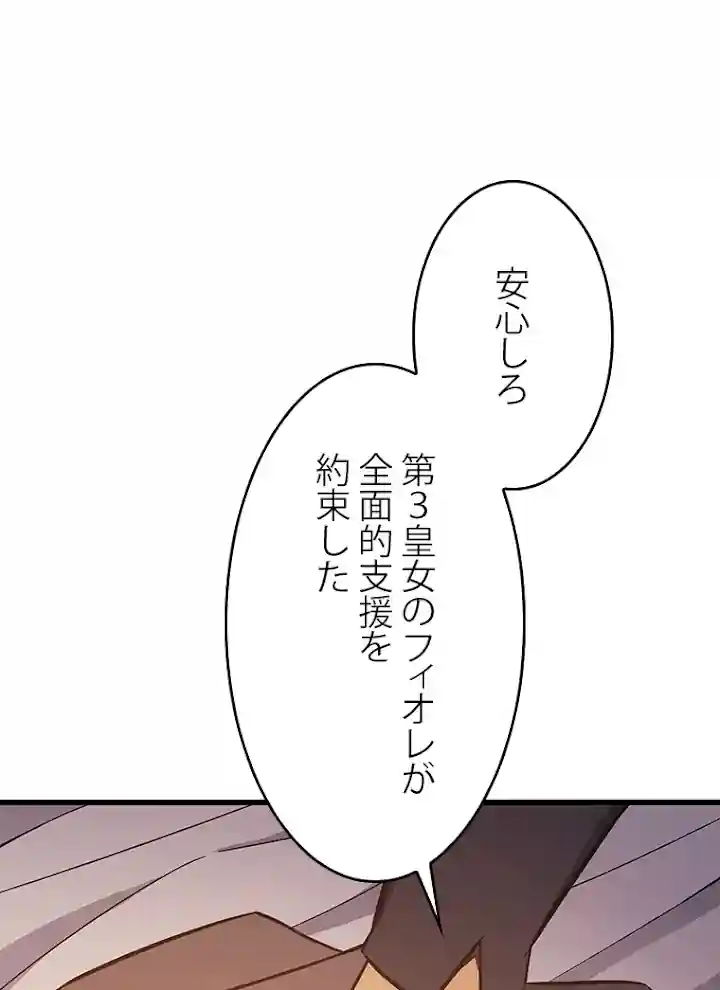 安心しろ
第３皇女のフィオレが
全面的支援を
約束した